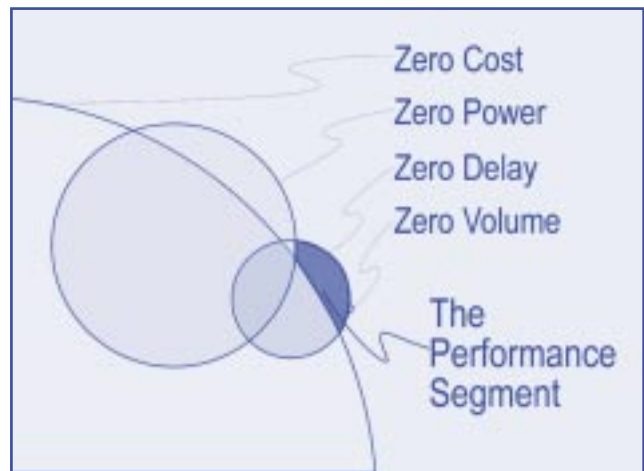 Zero Cost
Zero Power
Zero Delay
Zero Volume
The
Performance
Segment